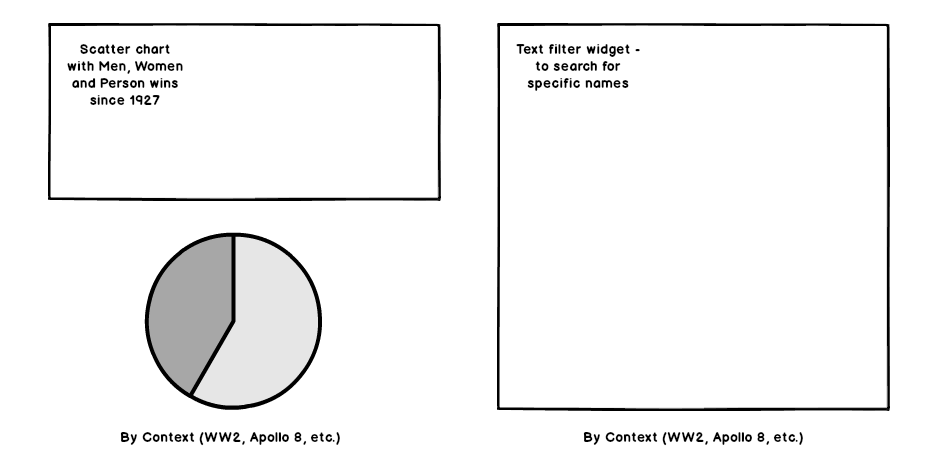 Scatter chart
with Men, Women
and Person wins
since 1927
Text filter widget -
to search for
specific names
By Context (WW2, Apollo 8, etc.)
By Context (WW2, Apollo 8, etc.)